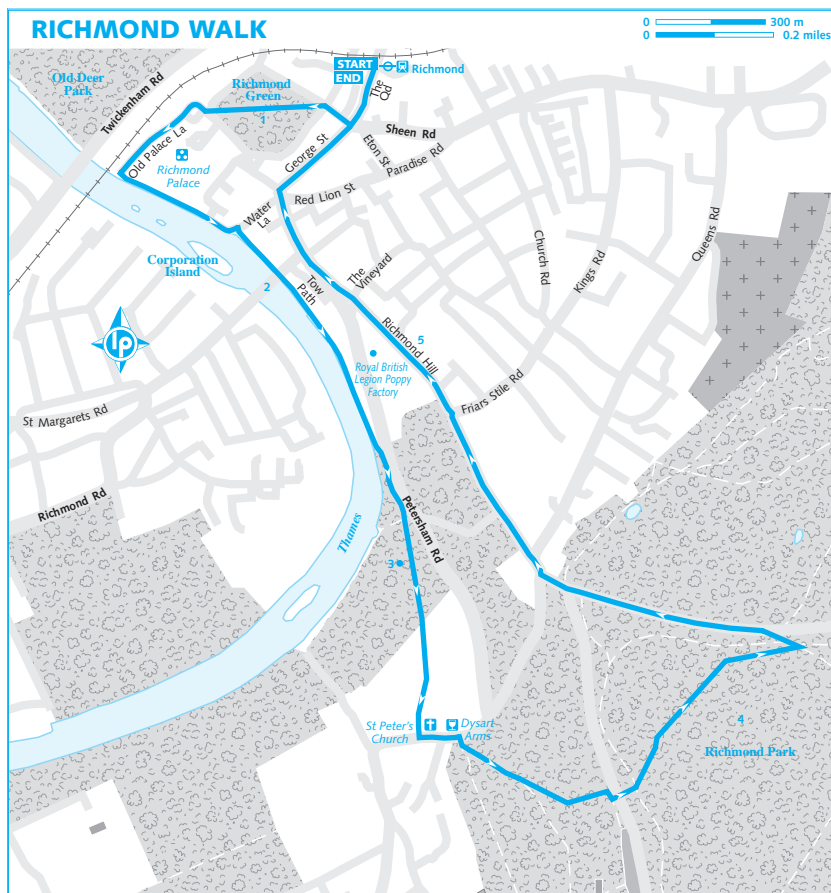 RICHMOND WALK
0 300 m
0 0.2 miles
Old Deer
Park
Twickenham Rd
Richmond
Green
1
START
END
Richmond
The
Qd
Sheen Rd
Old Palace La
Richmond
Palace
George St
Eton St
Paradise Rd
Red Lion St
Water
La
Corporation
Island
2
Tow
Path
The
Vineyard
Church Rd
Kings Rd
Queens Rd
lp
Richmond Hill
5
Royal British
Legion Poppy
Factory
Friars Stile Rd
St Margarets Rd
Richmond Rd
Thames
Petersham Rd
3
St Peter's
Church
Dysart
Arms
4
Richmond Park